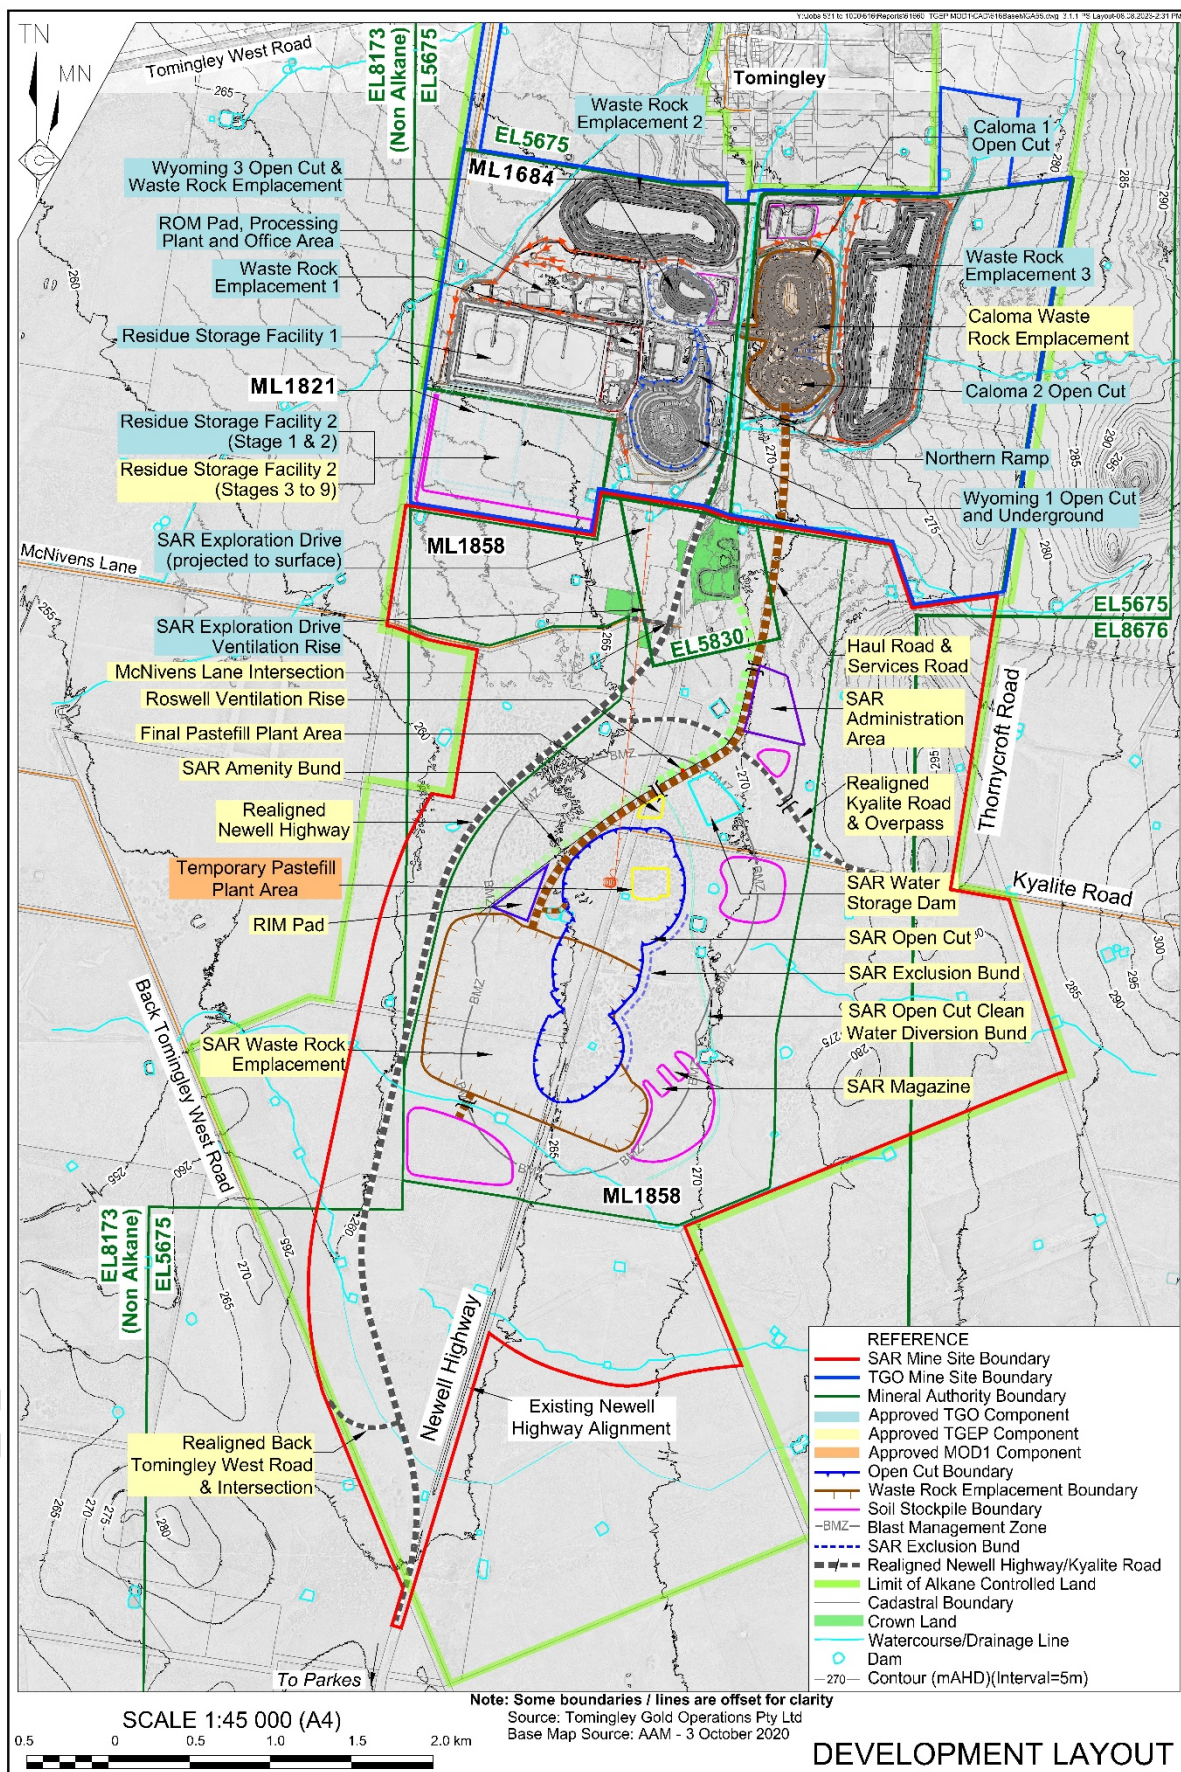 TN
MN
Tomingley West Road
EL8173
(Non Alkane)
EL5675
Tomingley
Waste Rock
Emplacement 2
Caloma 1
Open Cut
EL5675
ML1684
Wyoming 3 Open Cut &
Waste Rock Emplacement
ROM Pad, Processing
Plant and Office Area
Waste Rock
Emplacement 1
Waste Rock
Emplacement 3
Caloma Waste
Rock Emplacement
Residue Storage Facility 1
ML1821
Caloma 2 Open Cut
Residue Storage Facility 2
(Stage 1 & 2)
Residue Storage Facility 2
(Stages 3 to 9)
Northern Ramp
Wyoming 1 Open Cut
and Underground
SAR Exploration Drive
(projected to surface)
ML1858
McNivens Lane
EL5675
EL8676
SAR Exploration Drive
Ventilation Rise
EL5830
Haul Road &
Services Road
McNivens Lane Intersection
Roswell Ventilation Rise
SAR
Administration
Area
Thornycroft Road
Final Pastefill Plant Area
SAR Amenity Bund
Realigned
Newell Highway
Realigned
Kyalite Road
& Overpass
Temporary Pastefill
Plant Area
Kyalite Road
SAR Water
Storage Dam
RIM Pad
SAR Open Cut
SAR Exclusion Bund
Back Tomingley West Road
SAR Waste Rock
Emplacement
SAR Open Cut Clean
Water Diversion Bund
SAR Magazine
ML1858
EL8173
(Non Alkane)
EL5675
Newell Highway
Existing Newell
Highway Alignment
Realigned Back
Tomingley West Road
& Intersection
To Parkes
REFERENCE
SAR Mine Site Boundary
TGO Mine Site Boundary
Mineral Authority Boundary
Approved TGO Component
Approved TGEP Component
Approved MOD1 Component
Open Cut Boundary
Waste Rock Emplacement Boundary
Soil Stockpile Boundary
–BMZ– Blast Management Zone
SAR Exclusion Bund
Realigned Newell Highway/Kyalite Road
Limit of Alkane Controlled Land
Cadastral Boundary
Crown Land
Watercourse/Drainage Line
Dam
–270– Contour (mAHD)(Interval=5m)
Note: Some boundaries / lines are offset for clarity
Source: Tomingley Gold Operations Pty Ltd
Base Map Source: AAM - 3 October 2020
SCALE 1:45 000 (A4)
0.5 0 0.5 1.0 1.5 2.0 km
DEVELOPMENT LAYOUT